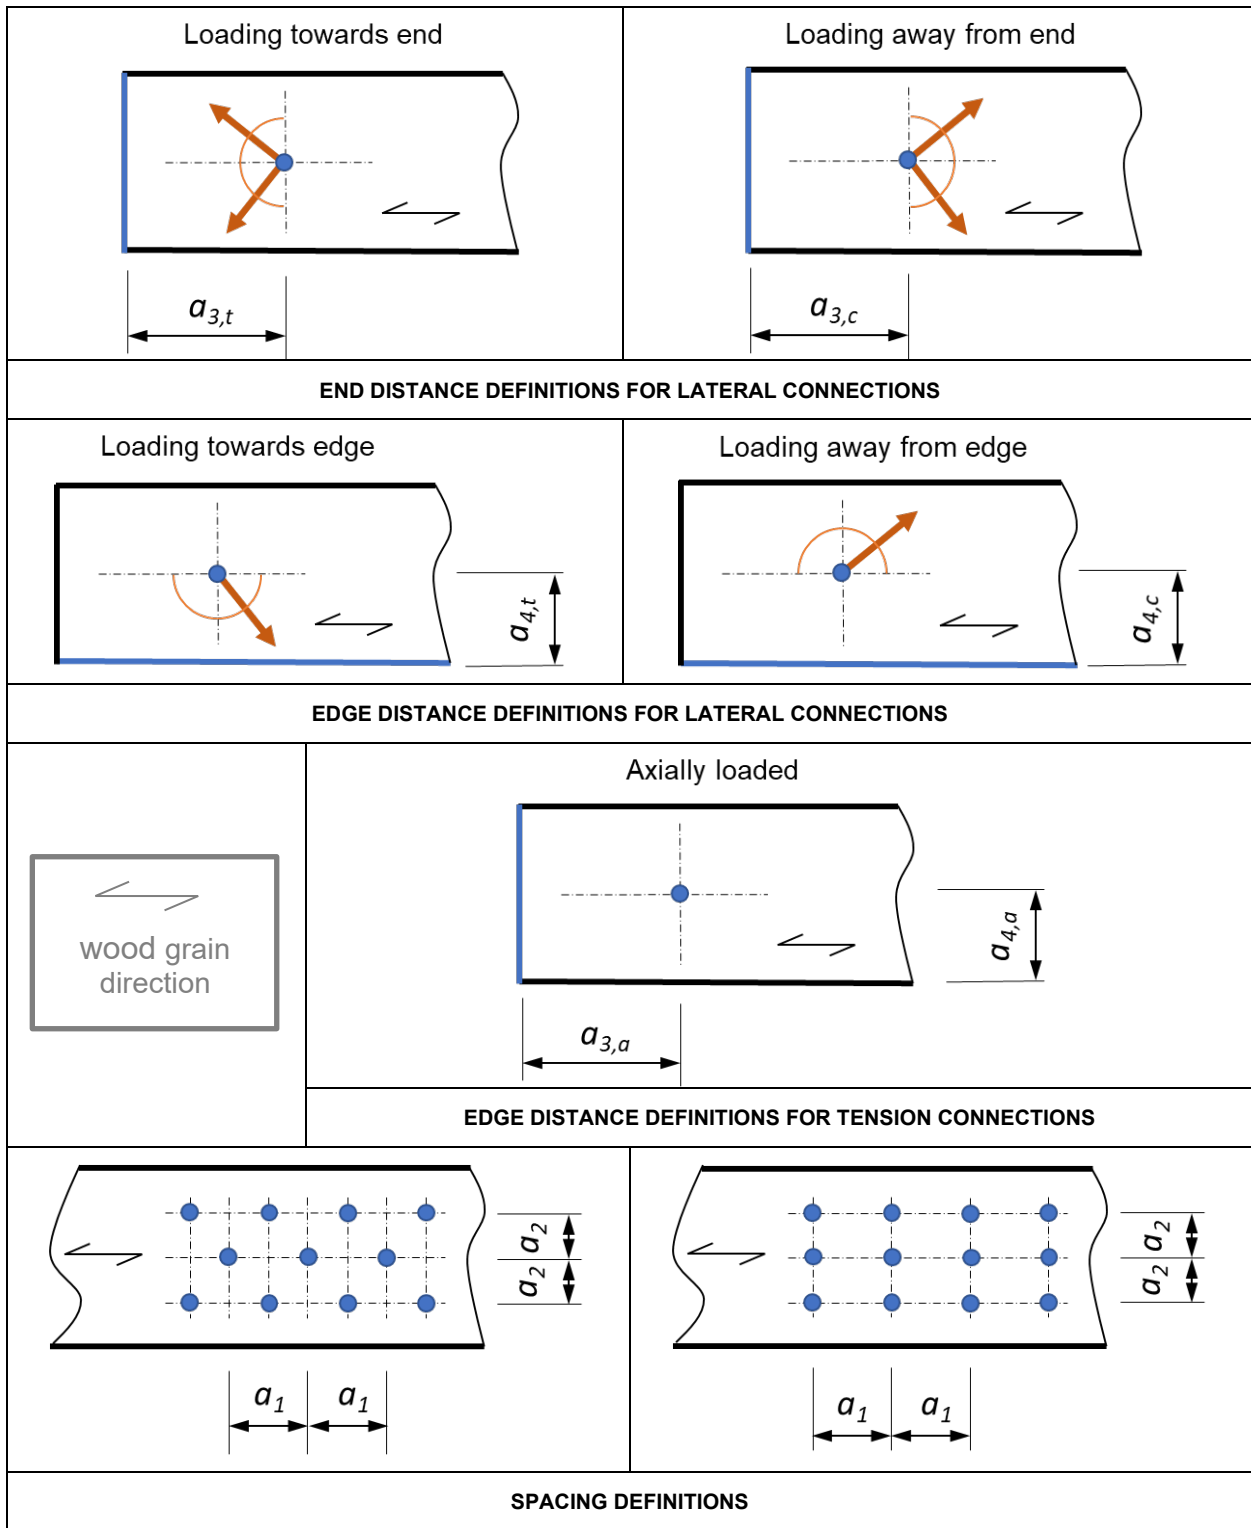 Loading towards end
Loading away from end
a3,t
a3,c
END DISTANCE DEFINITIONS FOR LATERAL CONNECTIONS
Loading towards edge
Loading away from edge
a4,t
a4,c
EDGE DISTANCE DEFINITIONS FOR LATERAL CONNECTIONS
wood grain
direction
Axially loaded
a4,a
a3,a
EDGE DISTANCE DEFINITIONS FOR TENSION CONNECTIONS
a2
a2
a1
a1
a2
a2
a1
a1
SPACING DEFINITIONS